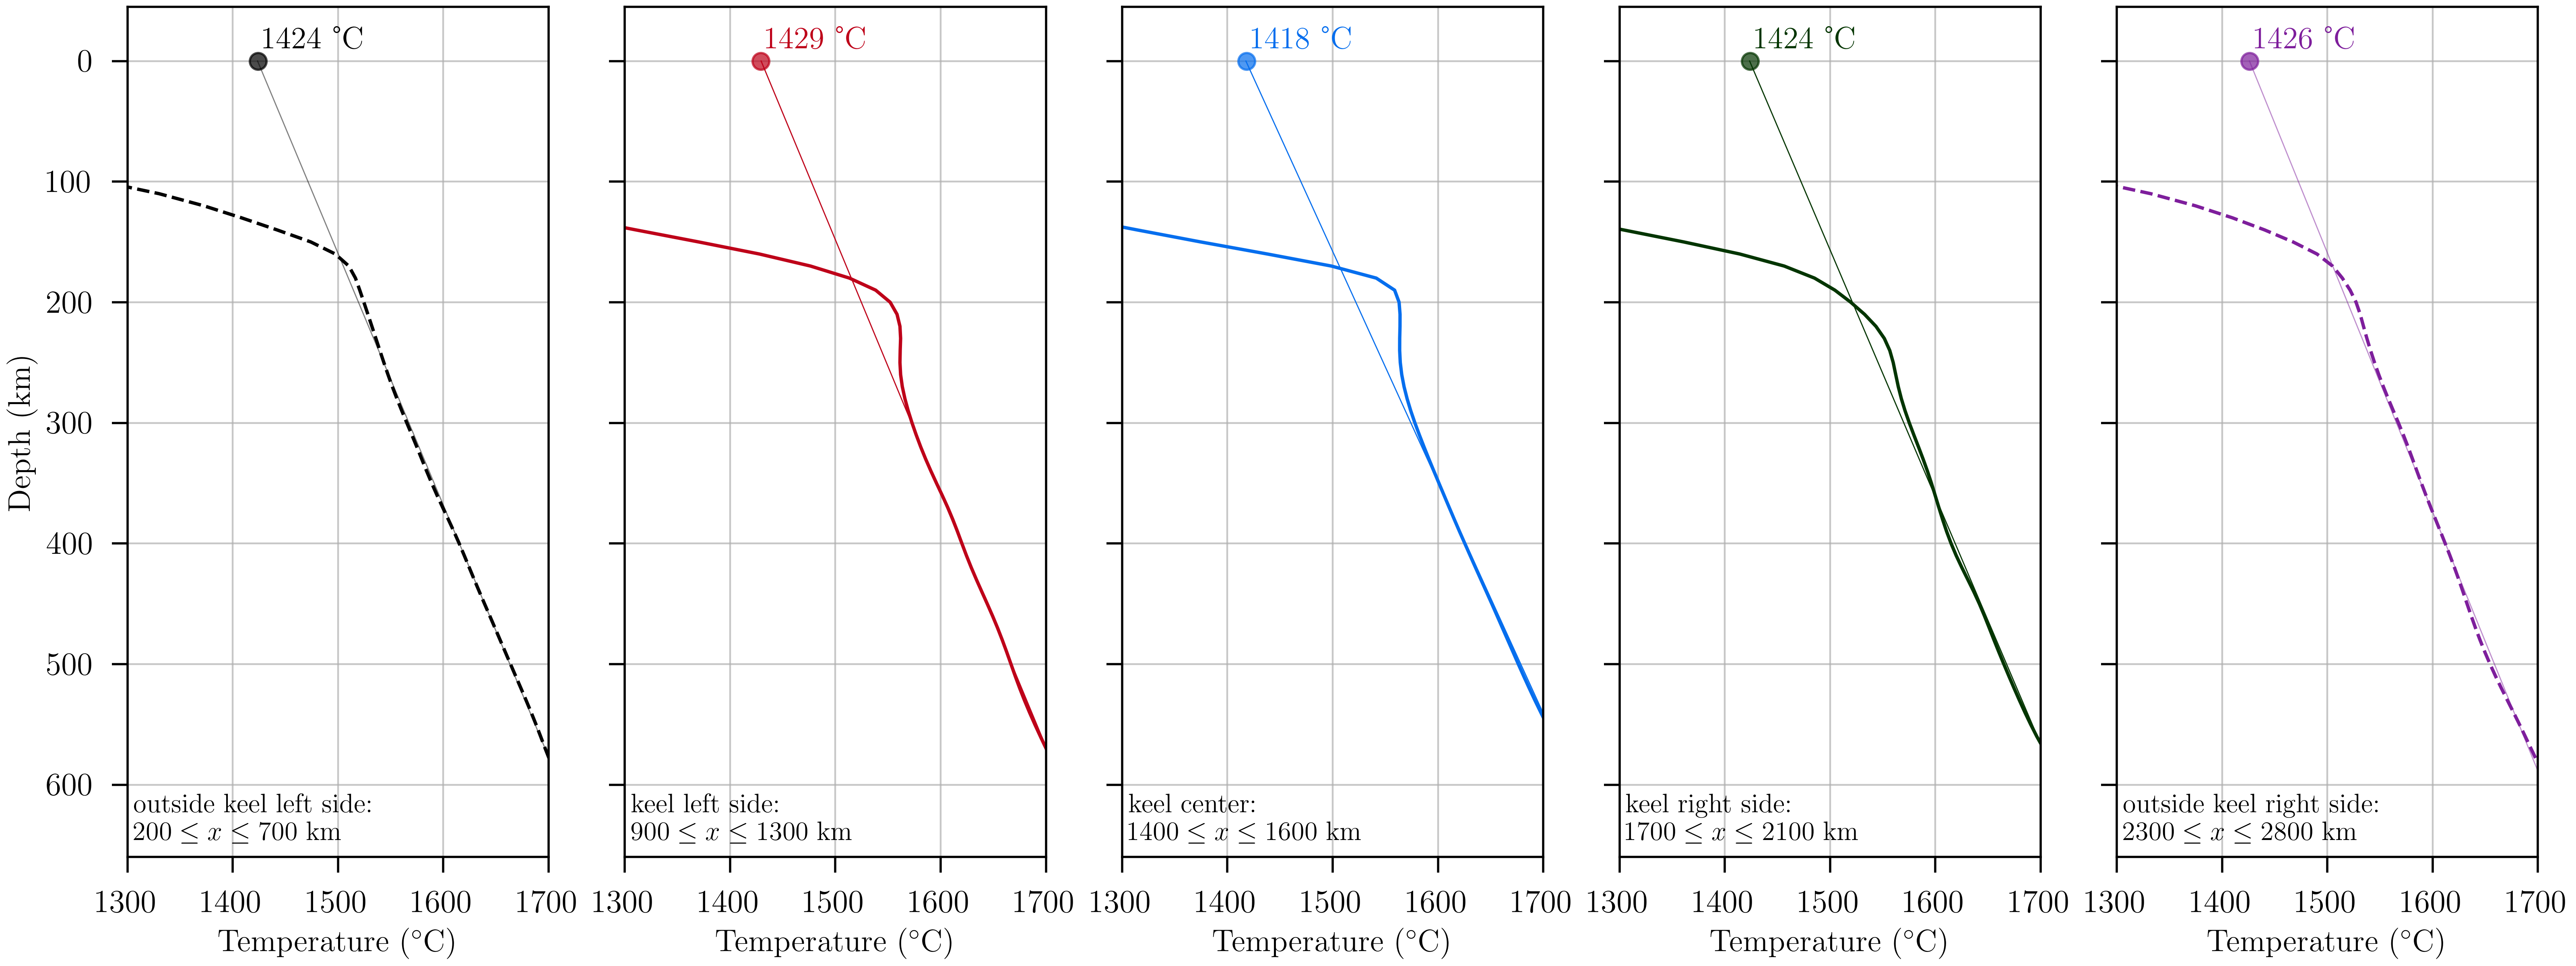 1424 °C
1429 °C
1418 °C
1424 °C
1426 °C
Depth (km)
0
100
200
300
400
500
600
outside keel left side:
200 ≤ x ≤ 700 km
keel left side:
900 ≤ x ≤ 1300 km
keel center:
1400 ≤ x ≤ 1600 km
keel right side:
1700 ≤ x ≤ 2100 km
outside keel right side:
2300 ≤ x ≤ 2800 km
1300 1400 1500 1600 1700
1300 1400 1500 1600 1700
1300 1400 1500 1600 1700
1300 1400 1500 1600 1700
1300 1400 1500 1600 1700
Temperature (°C)
Temperature (°C)
Temperature (°C)
Temperature (°C)
Temperature (°C)